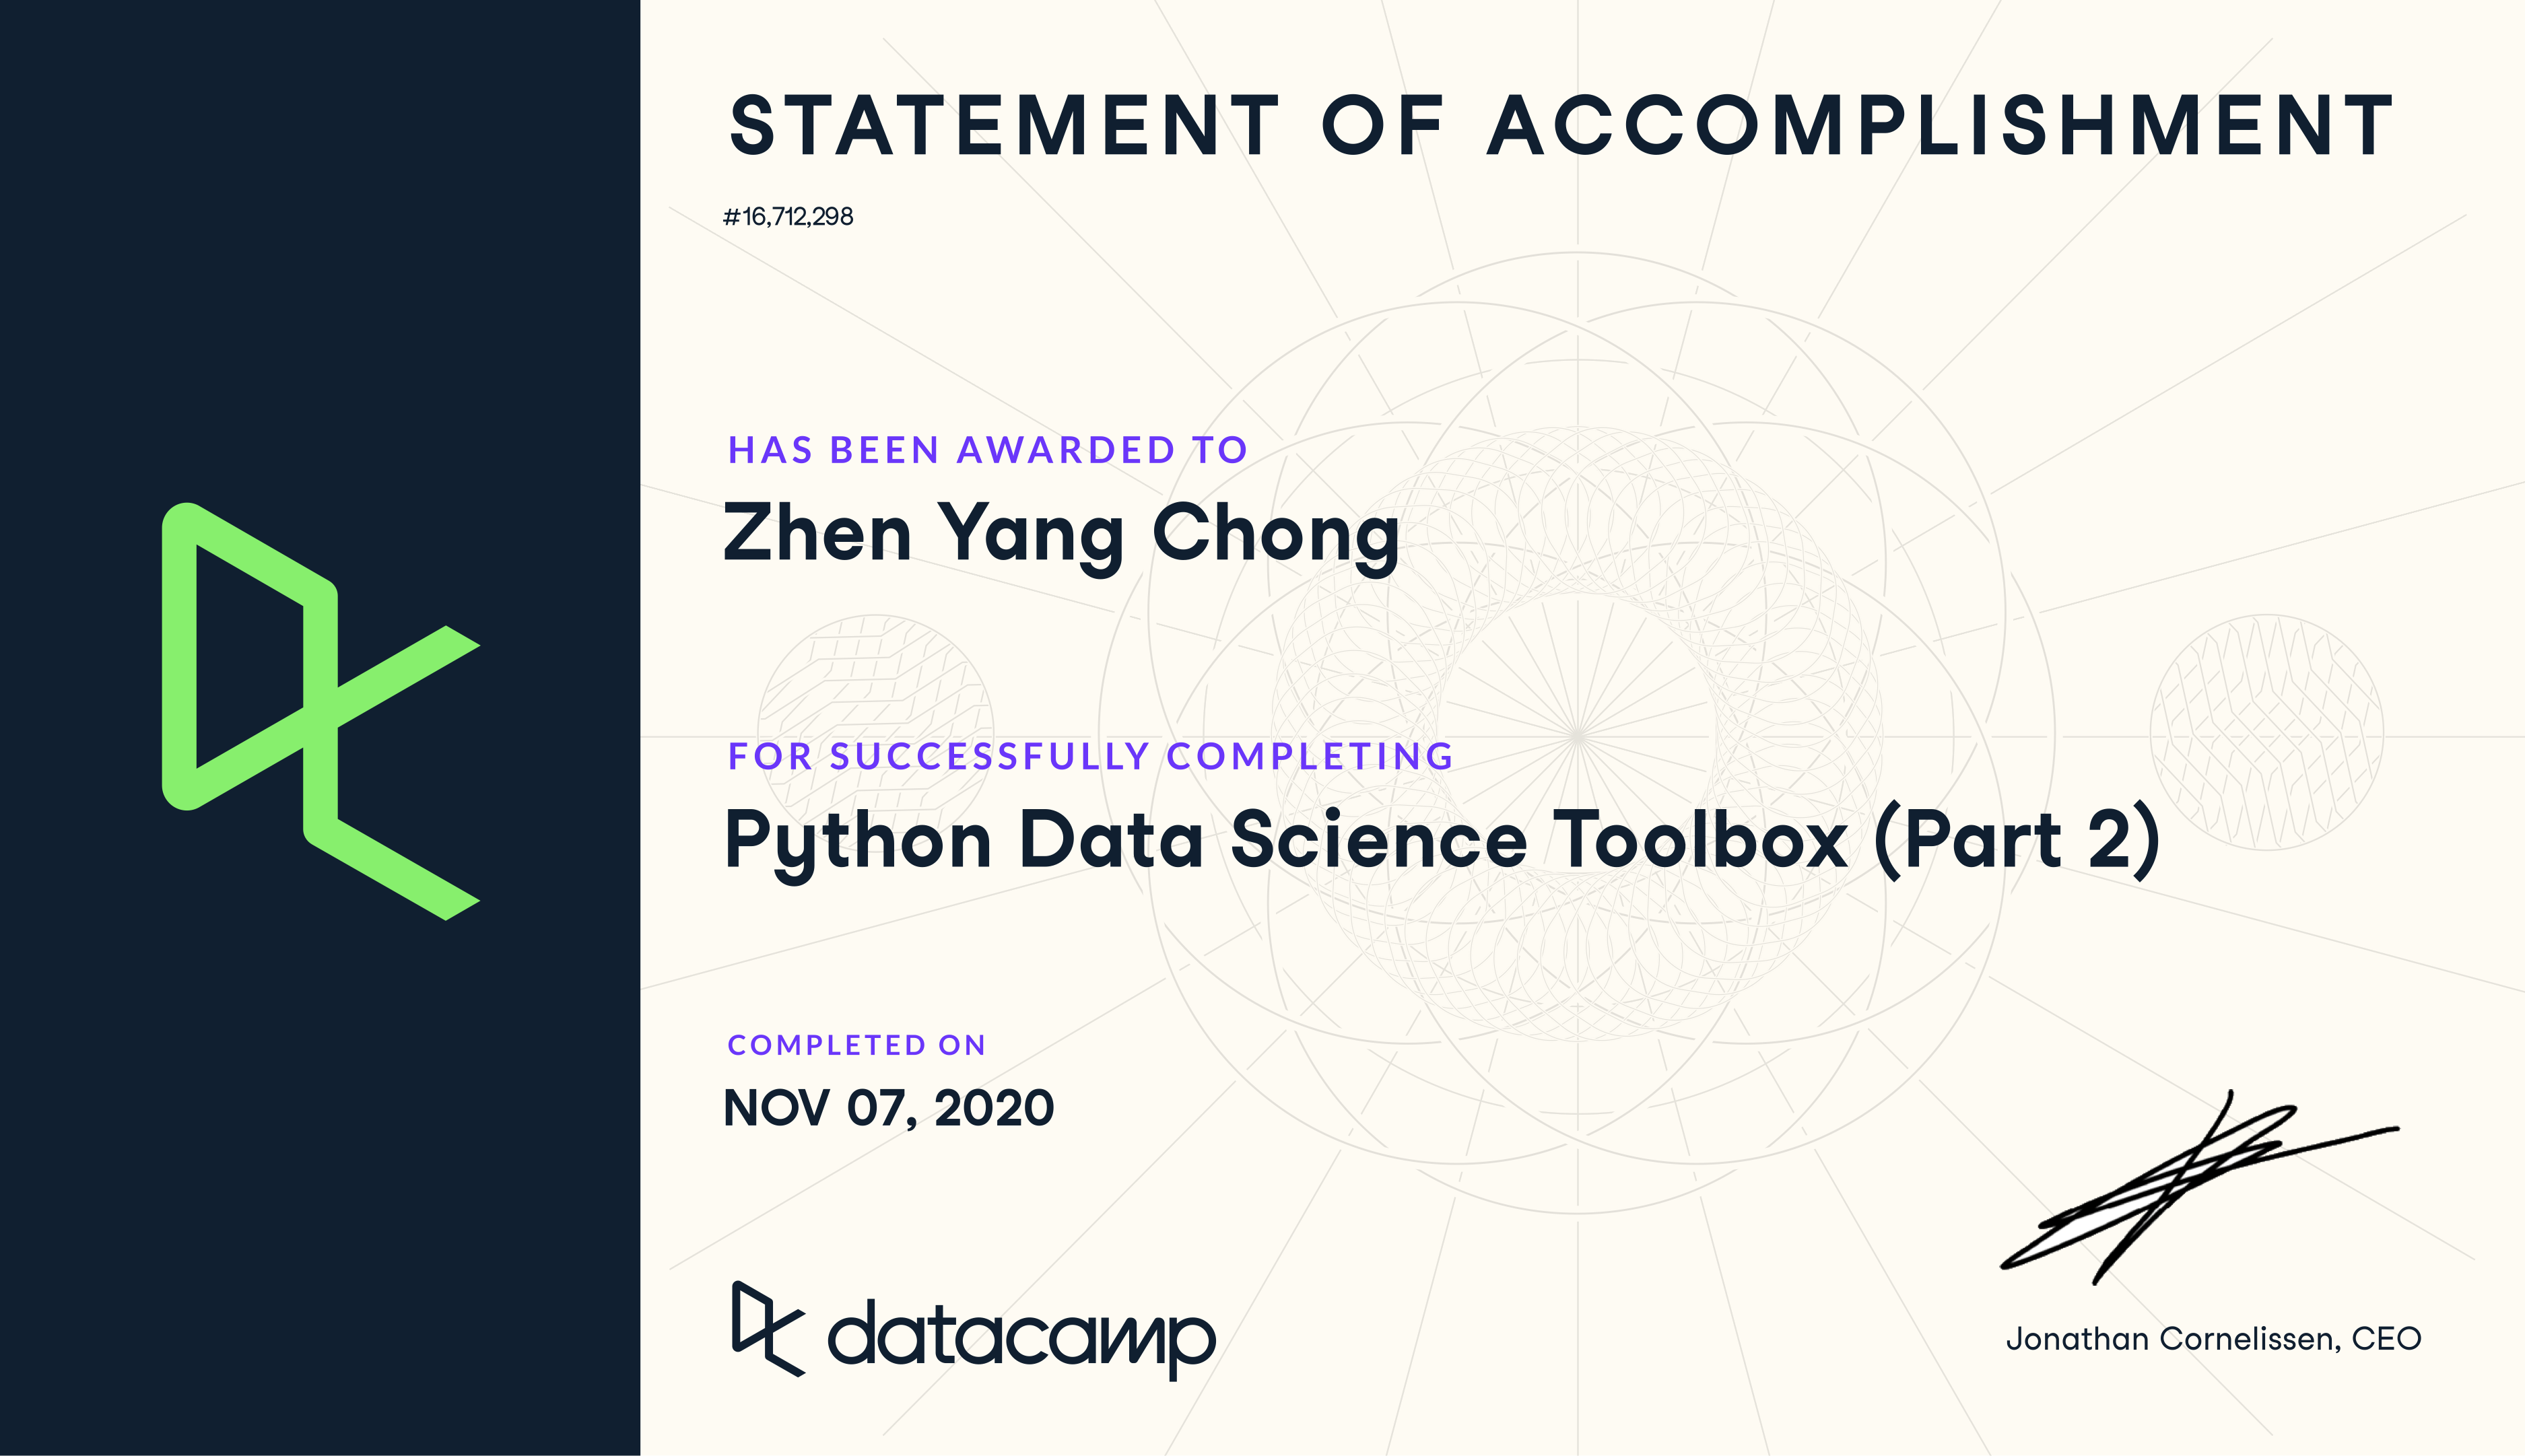 STATEMENT OF ACCOMPLISHMENT
#16,712,298
HAS BEEN AWARDED TO
Zhen Yang Chong
FOR SUCCESSFULLY COMPLETING
Python Data Science Toolbox (Part 2)
COMPLETED ON
NOV 07, 2020
datacamp
Jonathan Cornelissen, CEO